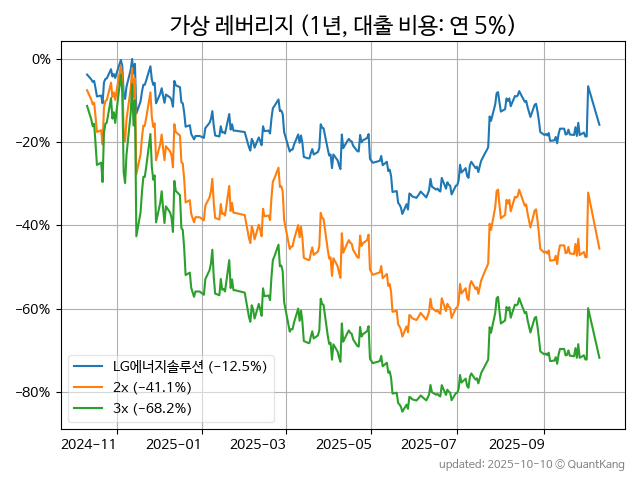 가상 레버리지 (1년, 대출 비용: 연 5%)
0%
−20%
−40%
−60%
−80%
LG에너지솔루션 (−12.5%)
2x (−41.1%)
3x (−68.2%)
2024-11 2025-01 2025-03 2025-05 2025-07 2025-09
updated: 2025-10-10 © QuantKang